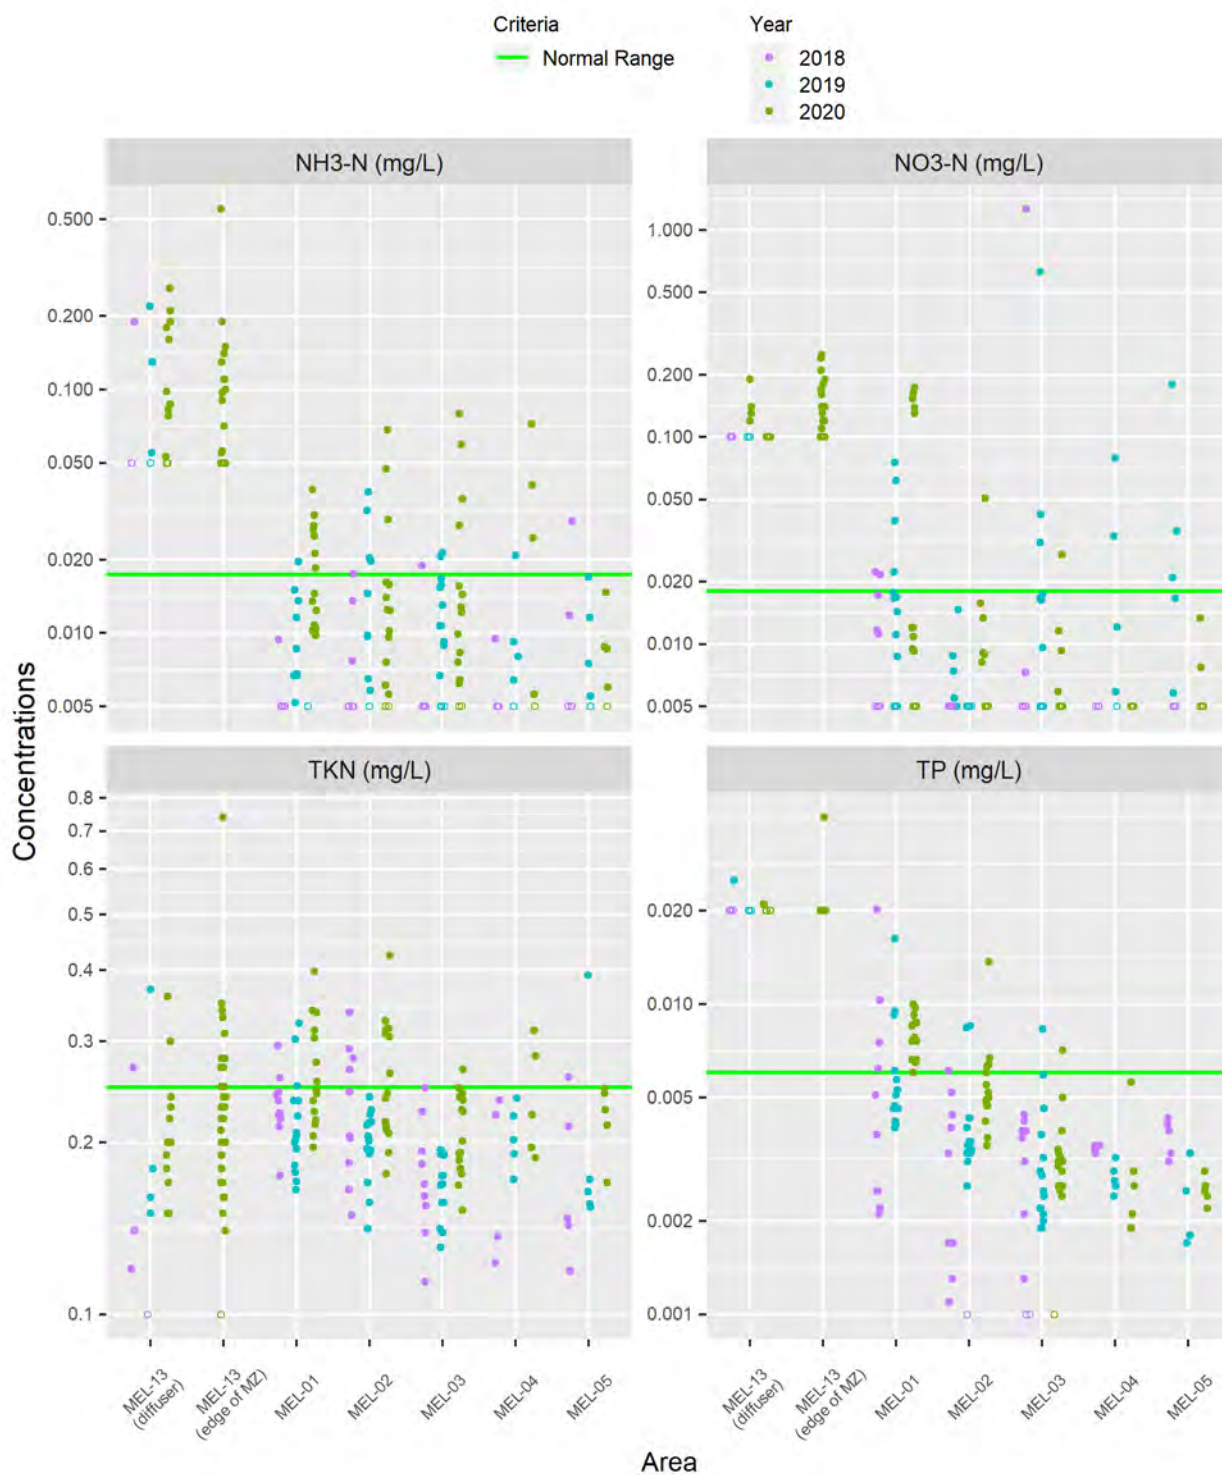 Criteria
Normal Range
Year
2018
2019
2020
NH3-N (mg/L)
NO3-N (mg/L)
0.500
0.200
0.100
0.050
0.020
0.010
0.005
1.000
0.500
0.200
0.100
0.050
0.020
0.010
0.005
TKN (mg/L)
TP (mg/L)
0.8
0.7
0.6
0.5
0.4
0.3
0.2
0.1
0.020
0.010
0.005
0.002
0.001
Concentrations
MEL-13
(diffuser)
MEL-13
(edge of MZ)
MEL-01
MEL-02
MEL-03
MEL-04
MEL-05
MEL-13
(diffuser)
MEL-13
(edge of MZ)
MEL-01
MEL-02
MEL-03
MEL-04
MEL-05
Area